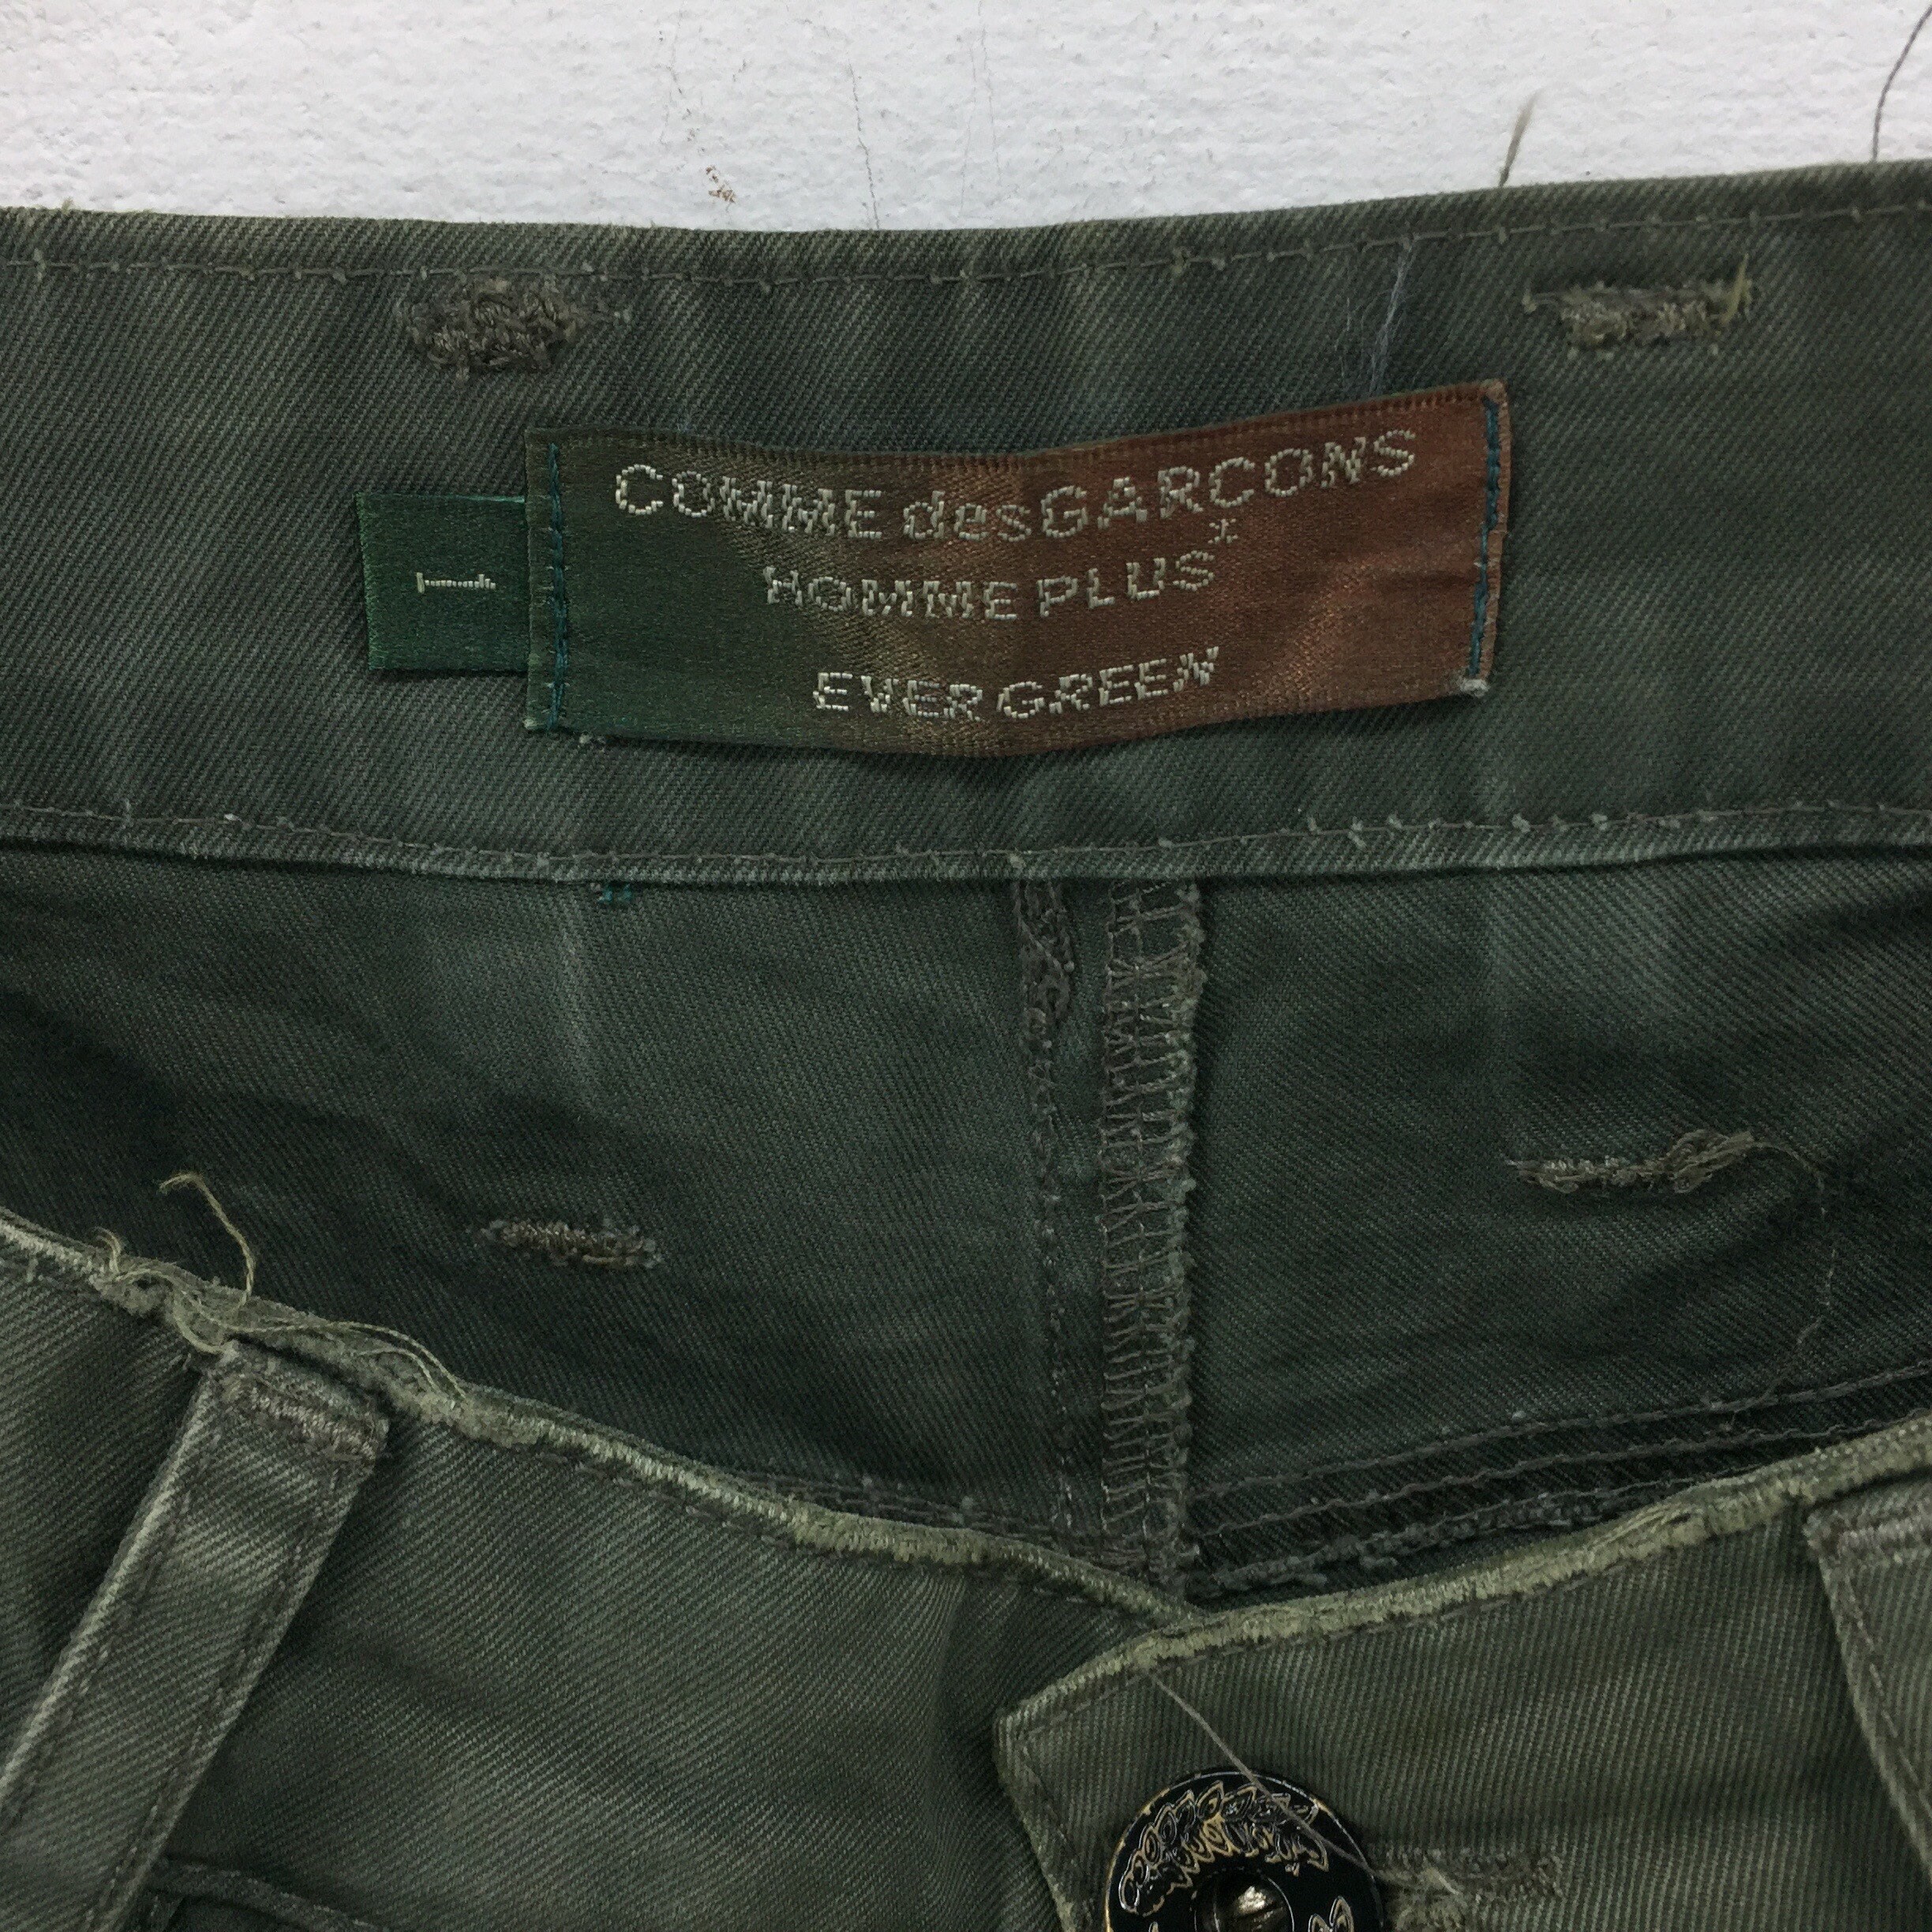 COMME des GARCONS
HOMME PLUS*
EVER GREEN